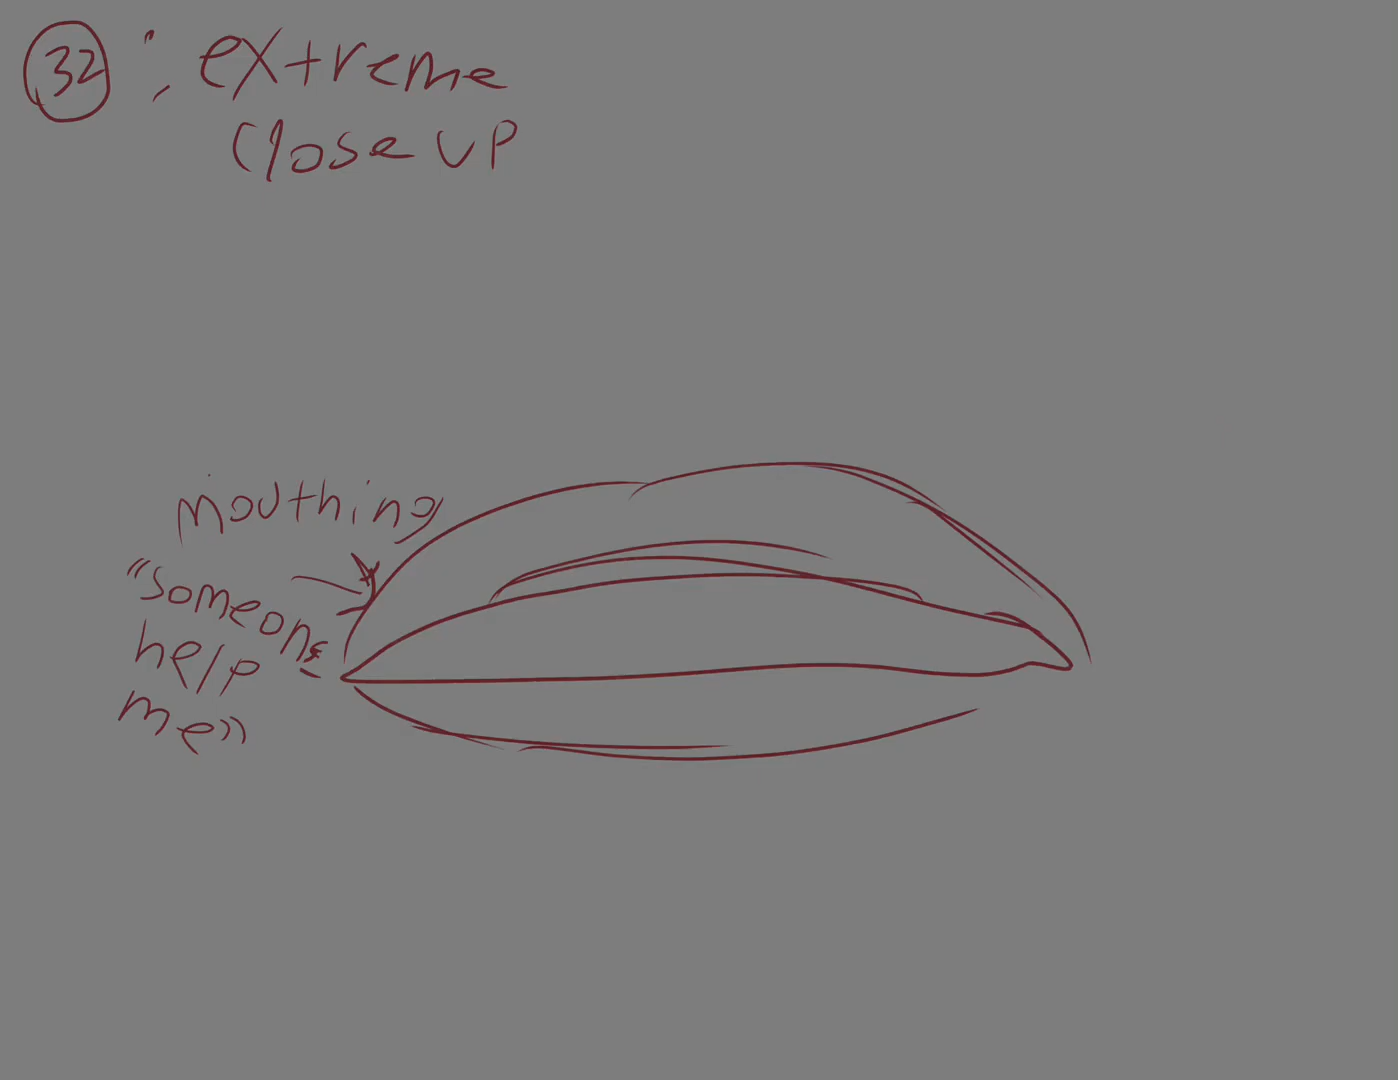 32 : extreme
close up
mouthing
"someone
help
me"